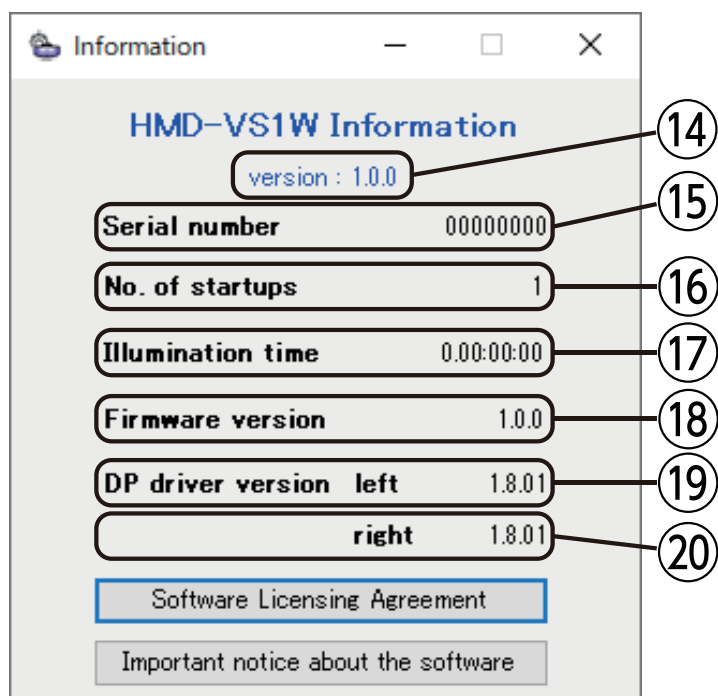 Information
HMD-VS1W Information
version : 1.0.0
14
Serial number 00000000
15
No. of startups 1
16
Illumination time 0.00:00:00
17
Firmware version 1.0.0
18
DP driver version left 1.8.01
19
right 1.8.01
20
Software Licensing Agreement
Important notice about the software